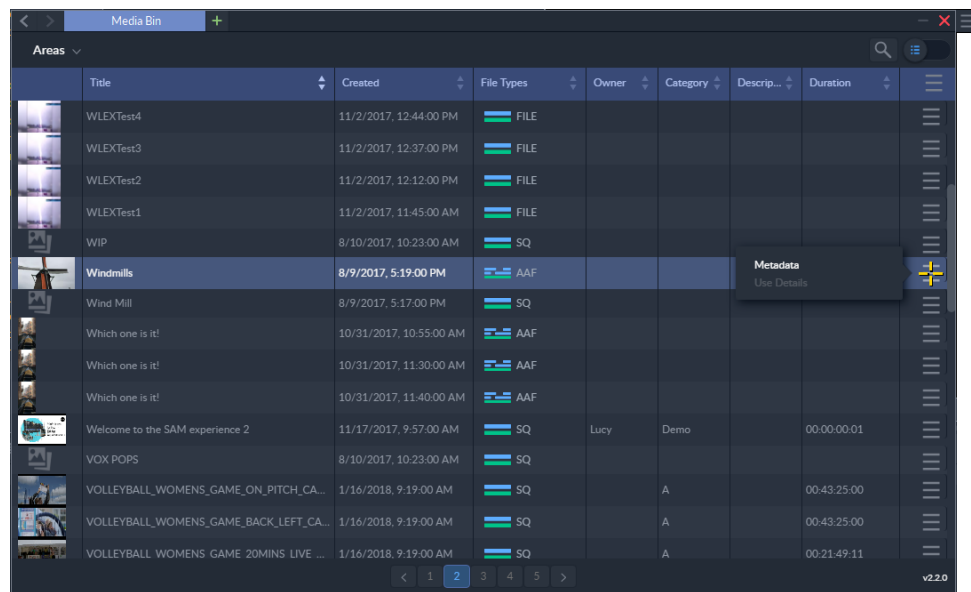 Media Bin +
Areas
Title Created File Types Owner Category Descrip... Duration
WLEXTest4 11/2/2017, 12:44:00 PM FILE
WLEXTest3 11/2/2017, 12:37:00 PM FILE
WLEXTest2 11/2/2017, 12:12:00 PM FILE
WLEXTest1 11/2/2017, 11:45:00 AM FILE
WIP 8/10/2017, 10:23:00 AM SQ
Windmills 8/9/2017, 5:19:00 PM AAF
Metadata
Use Details
Wind Mill 8/9/2017, 5:17:00 PM SQ
Which one is it! 10/31/2017, 10:55:00 AM AAF
Which one is it! 10/31/2017, 11:30:00 AM AAF
Which one is it! 10/31/2017, 11:40:00 AM AAF
Welcome to the SAM experience 2 11/17/2017, 9:57:00 AM SQ Lucy Demo 00:00:00:01
VOX POPS 8/10/2017, 10:23:00 AM SQ
VOLLEYBALL_WOMENS_GAME_ON_PITCH_CA... 1/16/2018, 9:19:00 AM SQ A 00:43:25:00
VOLLEYBALL_WOMENS_GAME_BACK_LEFT_CA... 1/16/2018, 9:19:00 AM SQ A 00:43:25:00
VOLLEYBALL WOMENS GAME 20MINS LIVE ... 1/16/2018, 9:19:00 AM SQ A 00:21:49:11
< 1 2 3 4 5 >
v2.2.0